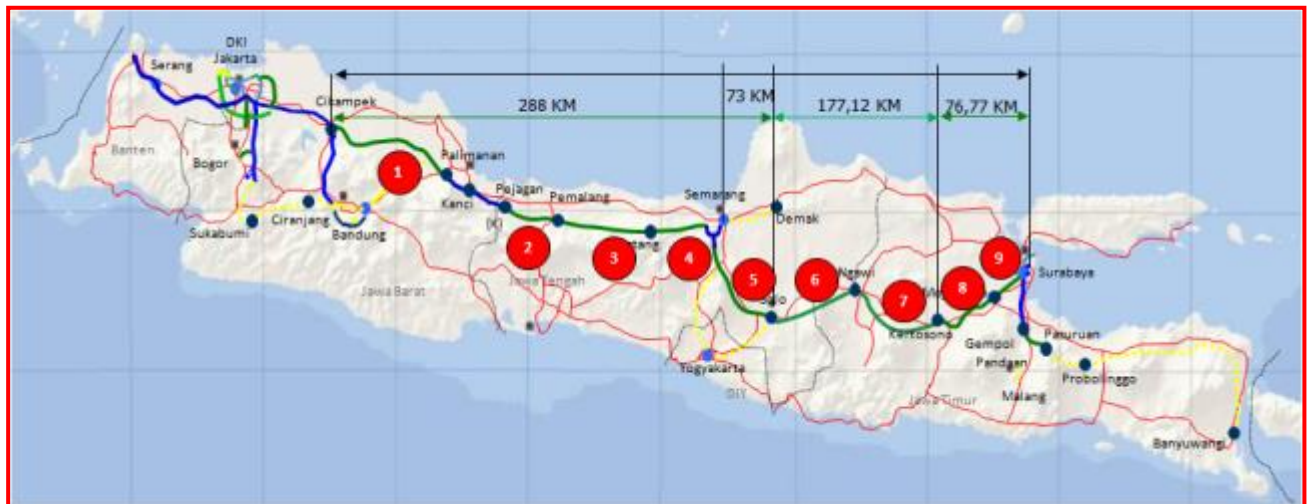 DKI
Jakarta
Serang
Cikampek
288 KM
73 KM
177,12 KM
76,77 KM
Banten
Bogor
Palimanan
1
Kanci
Pejagan
Pemalang
Semarang
Demak
Ciranjang
Sukabumi
Bandung
(K)
2
3
4
5
6
7
8
9
Ngawi
Surabaya
Jawa Tengah
Jawa Barat
Kertosono
Gempol
Pasuruan
Pandaan
Probolinggo
Yogyakarta
DIY
Malang
Jawa Timur
Banyuwangi